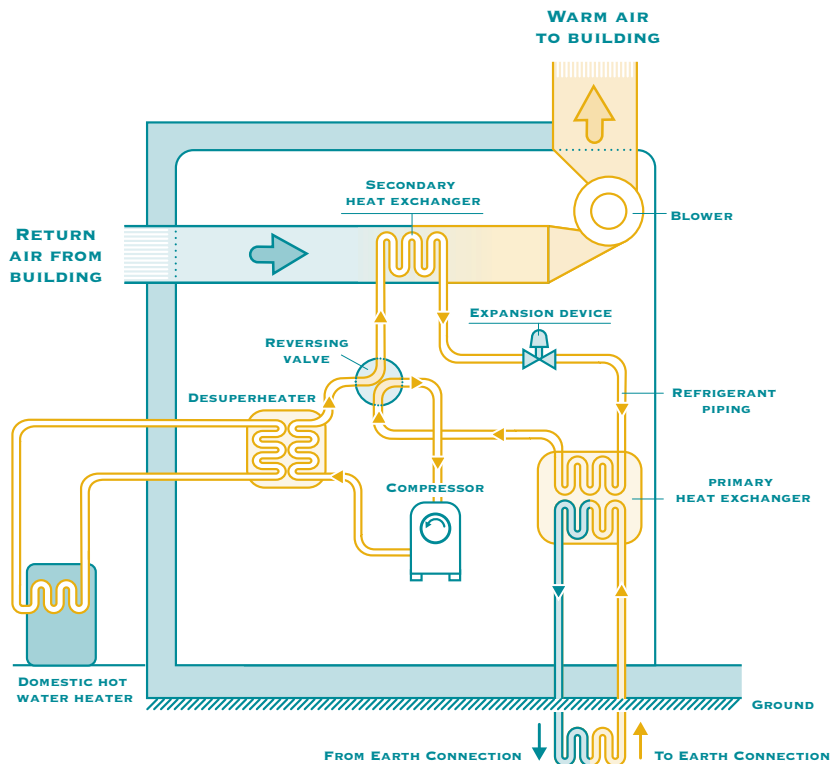 WARM AIR
TO BUILDING
SECONDARY
HEAT EXCHANGER
BLOWER
RETURN
AIR FROM
BUILDING
EXPANSION DEVICE
REVERSING
VALVE
DESUPERHEATER
REFRIGERANT
PIPING
COMPRESSOR
PRIMARY
HEAT EXCHANGER
DOMESTIC HOT
WATER HEATER
GROUND
FROM EARTH CONNECTION
TO EARTH CONNECTION